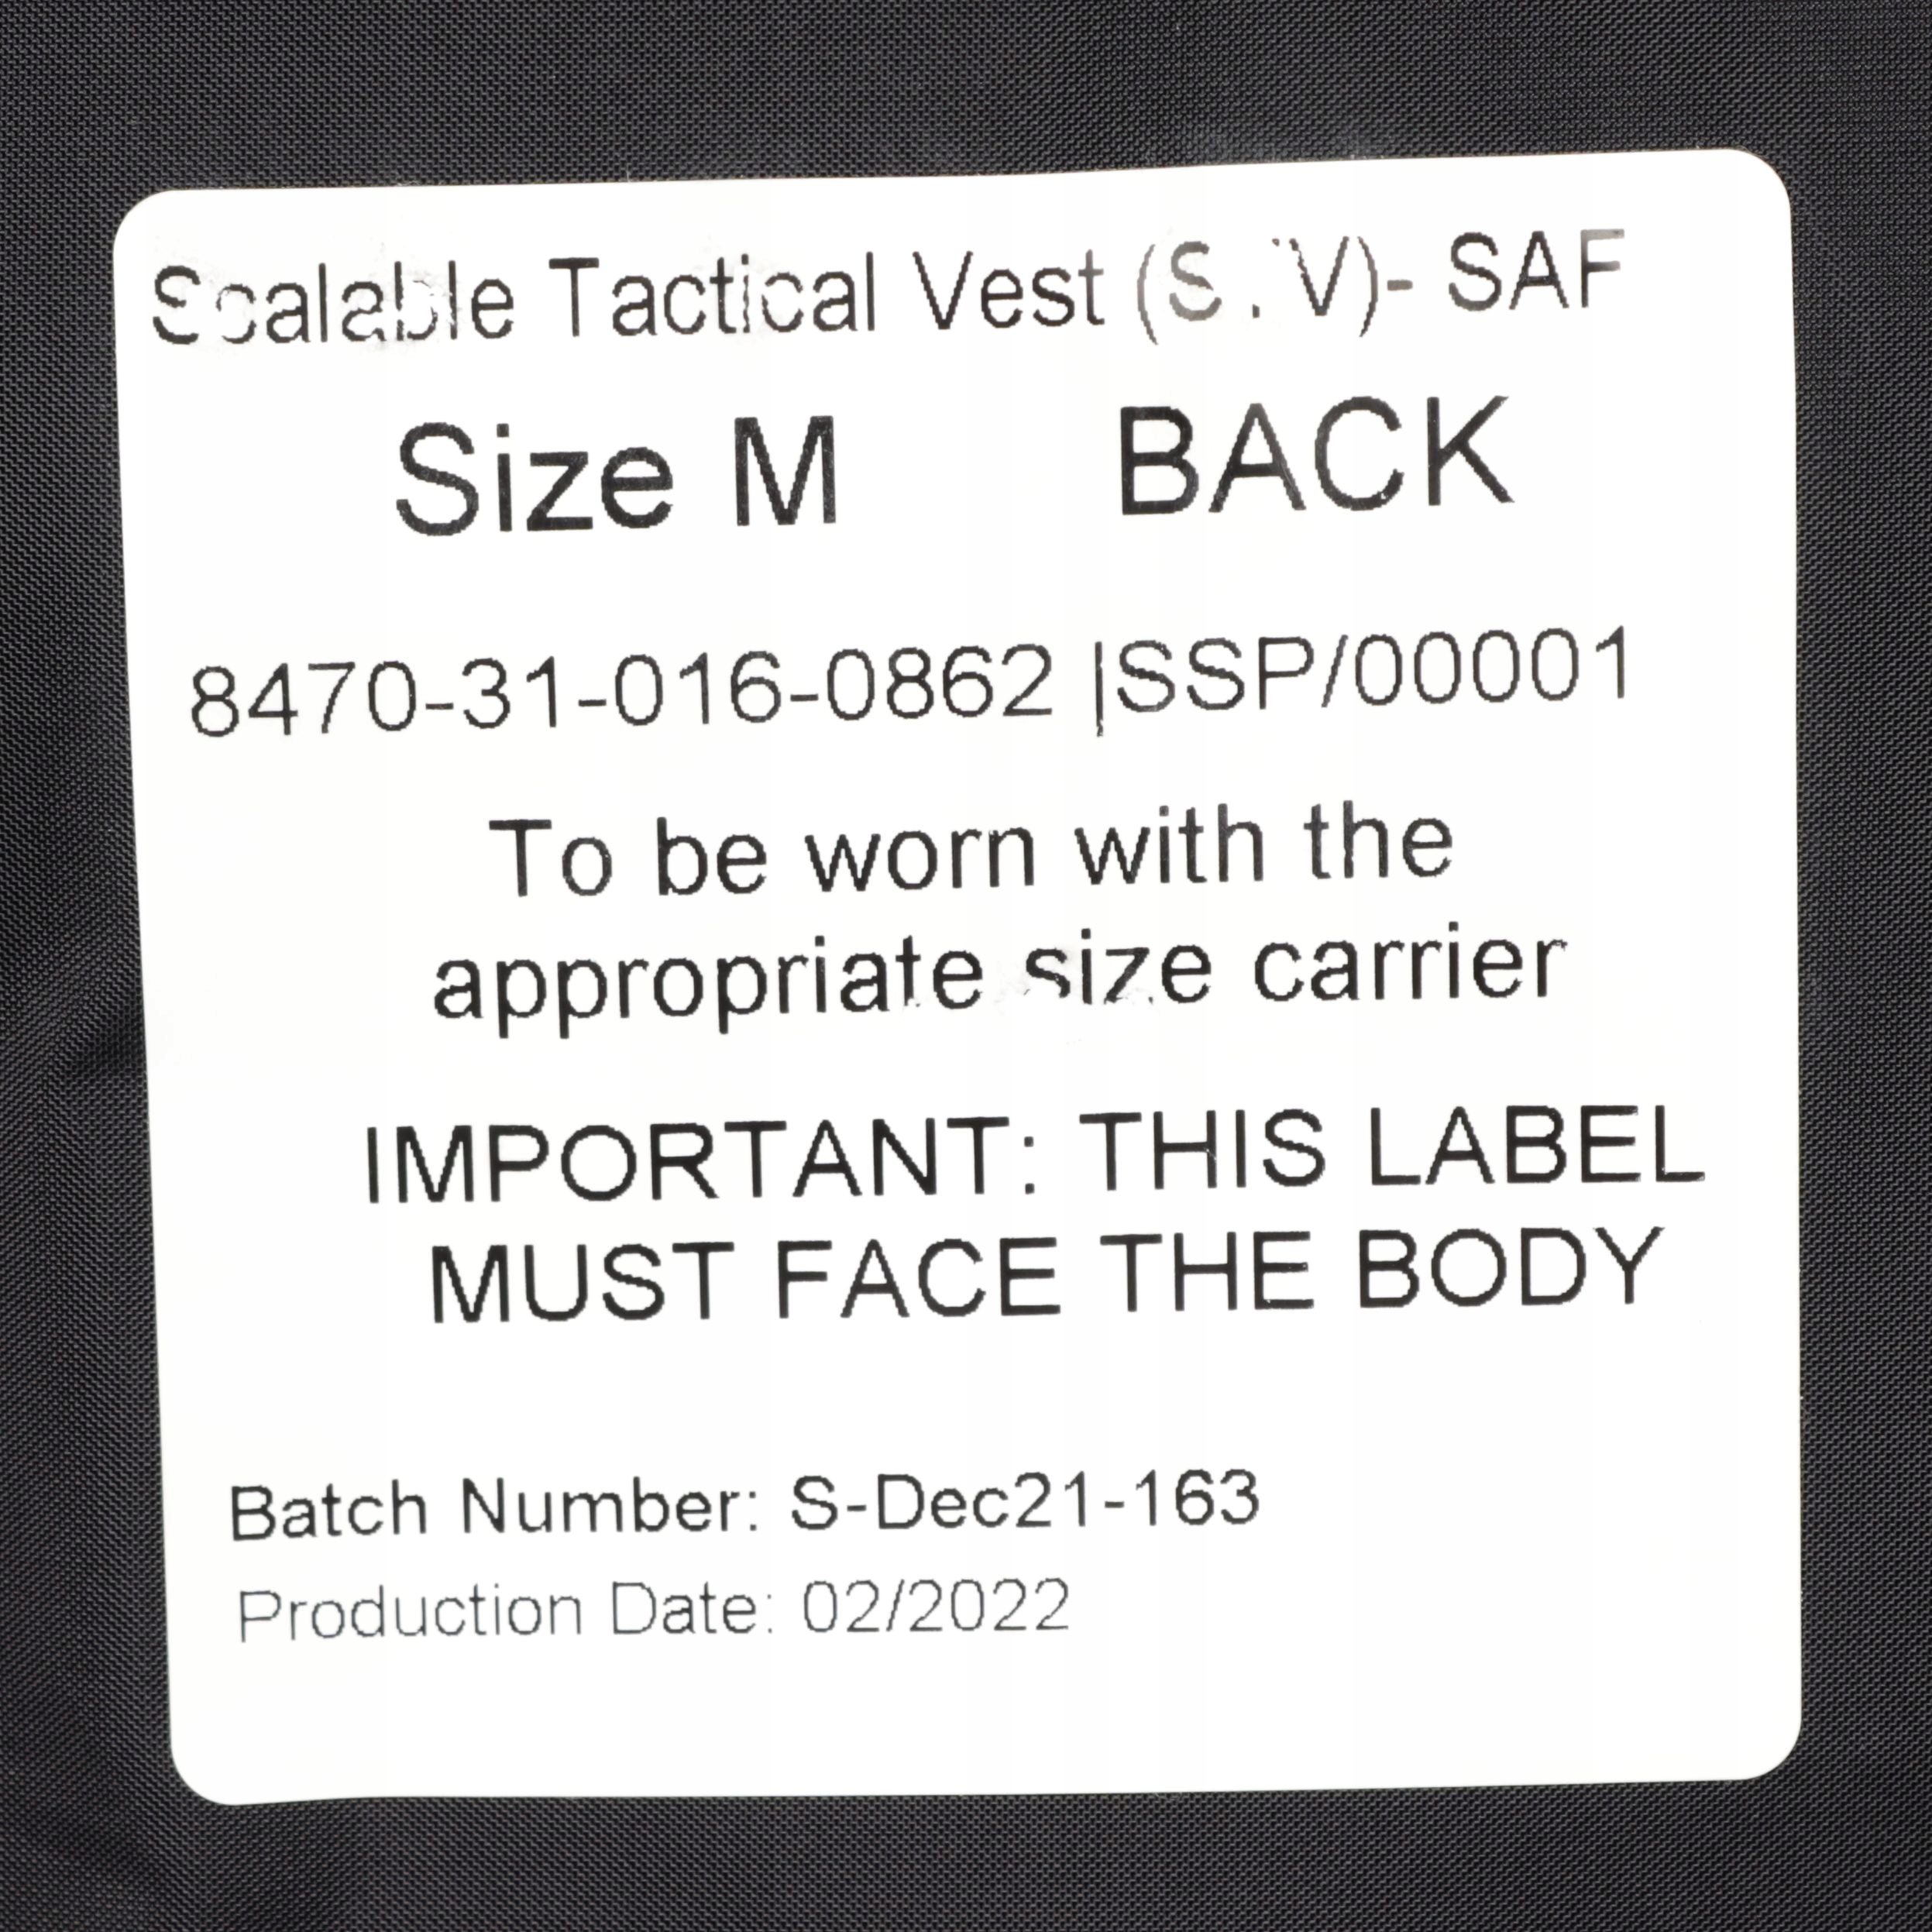 Scalable Tactical Vest (STV)- SAF
Size M BACK
8470-31-016-0862 |SSP/00001
To be worn with the
appropriate size carrier
IMPORTANT: THIS LABEL
MUST FACE THE BODY
Batch Number: S-Dec21-163
Production Date: 02/2022